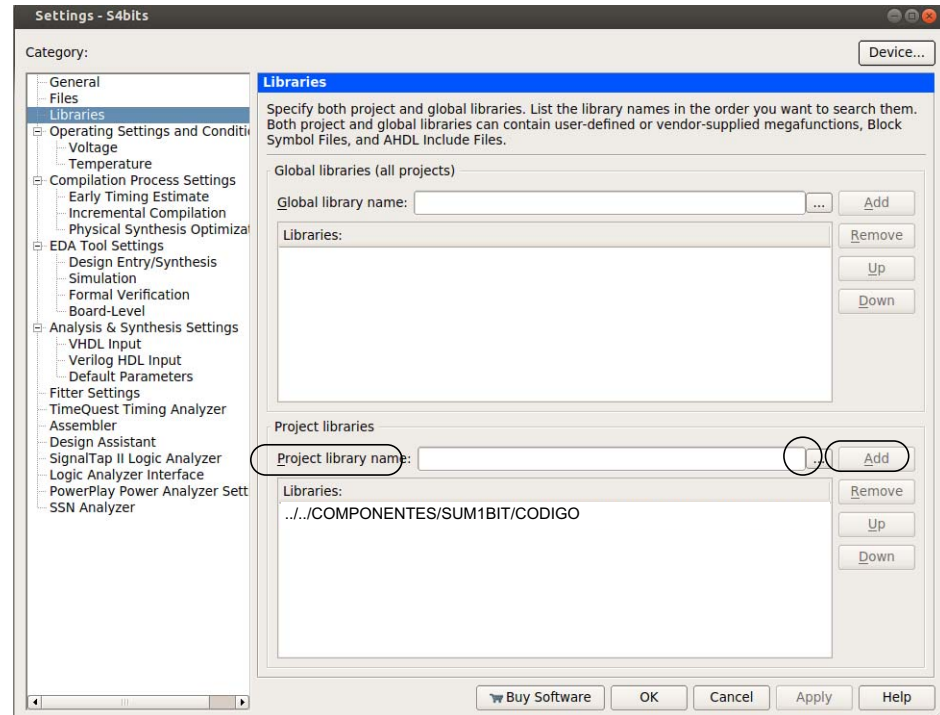 Settings - S4bits
Category:
Device...
General
Files
Libraries
Operating Settings and Conditi
Voltage
Temperature
Compilation Process Settings
Early Timing Estimate
Incremental Compilation
Physical Synthesis Optimizat
EDA Tool Settings
Design Entry/Synthesis
Simulation
Formal Verification
Board-Level
Analysis & Synthesis Settings
VHDL Input
Verilog HDL Input
Default Parameters
Fitter Settings
TimeQuest Timing Analyzer
Assembler
Design Assistant
SignalTap II Logic Analyzer
Logic Analyzer Interface
PowerPlay Power Analyzer Sett
SSN Analyzer
Libraries
Specify both project and global libraries. List the library names in the order you want to search them.
Both project and global libraries can contain user-defined or vendor-supplied megafunctions, Block
Symbol Files, and AHDL Include Files.
Global libraries (all projects)
Global library name: ... Add
Libraries:
Remove
Up
Down
Project libraries
Project library name: ... Add
Libraries:
Remove
../../COMPONENTES/SUM1BIT/CODIGO
Up
Down
Buy Software OK Cancel Apply Help